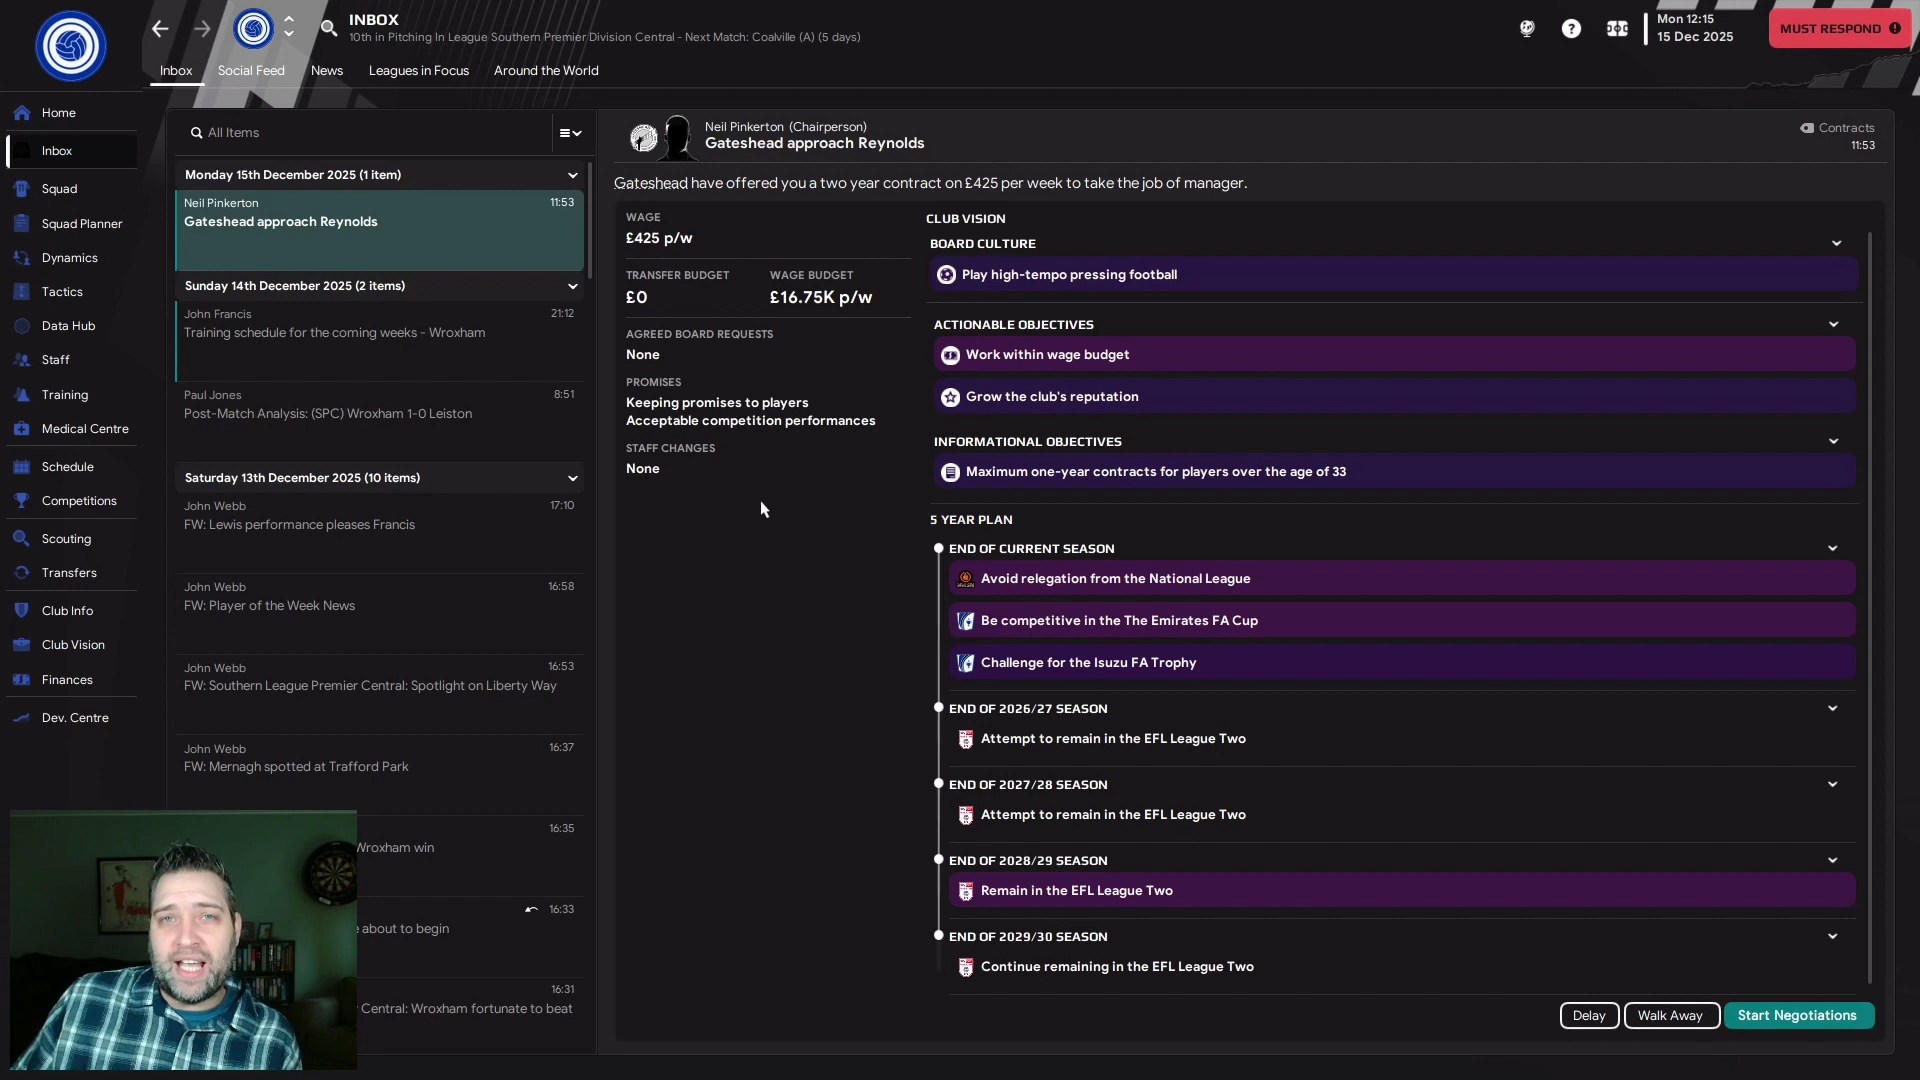 INBOX
10th in Pitching In League Southern Premier Division Central - Next Match: Coalville (A) (5 days)
Mon 12:15
15 Dec 2025
MUST RESPOND
Inbox
Social Feed
News
Leagues in Focus
Around the World
Home
Inbox
Squad
Squad Planner
Dynamics
Tactics
Data Hub
Staff
Training
Medical Centre
Schedule
Competitions
Scouting
Transfers
Club Info
Club Vision
Finances
Dev. Centre
All Items
Monday 15th December 2025 (1 item)
Neil Pinkerton 11:53
Gateshead approach Reynolds
Sunday 14th December 2025 (2 items)
John Francis 21:12
Training schedule for the coming weeks - Wroxham
Paul Jones 8:51
Post-Match Analysis: (SPC) Wroxham 1-0 Leiston
Saturday 13th December 2025 (10 items)
John Webb 17:10
FW: Lewis performance pleases Francis
John Webb 16:58
FW: Player of the Week News
John Webb 16:53
FW: Southern League Premier Central: Spotlight on Liberty Way
John Webb 16:37
FW: Mernagh spotted at Trafford Park
16:35
Wroxham win
16:33
about to begin
16:31
Central: Wroxham fortunate to beat
Neil Pinkerton (Chairperson)
Gateshead approach Reynolds
Contracts
11:53
Gateshead have offered you a two year contract on £425 per week to take the job of manager.
WAGE
£425 p/w
TRANSFER BUDGET
£0
WAGE BUDGET
£16.75K p/w
AGREED BOARD REQUESTS
None
PROMISES
Keeping promises to players
Acceptable competition performances
STAFF CHANGES
None
CLUB VISION
BOARD CULTURE
Play high-tempo pressing football
ACTIONABLE OBJECTIVES
Work within wage budget
Grow the club's reputation
INFORMATIONAL OBJECTIVES
Maximum one-year contracts for players over the age of 33
5 YEAR PLAN
END OF CURRENT SEASON
Avoid relegation from the National League
Be competitive in the The Emirates FA Cup
Challenge for the Isuzu FA Trophy
END OF 2026/27 SEASON
Attempt to remain in the EFL League Two
END OF 2027/28 SEASON
Attempt to remain in the EFL League Two
END OF 2028/29 SEASON
Remain in the EFL League Two
END OF 2029/30 SEASON
Continue remaining in the EFL League Two
Delay
Walk Away
Start Negotiations